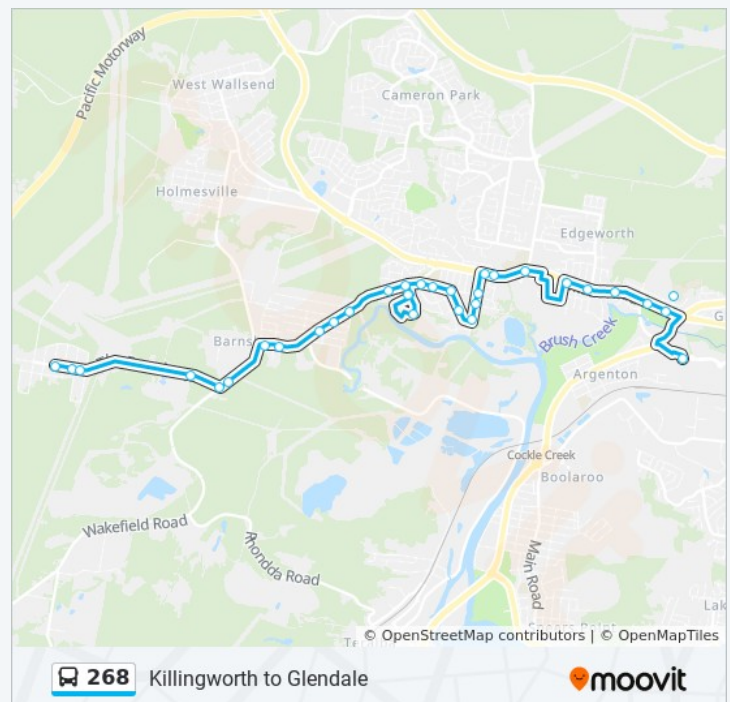 Pacific Motorway
West Wallsend
Cameron Park
Holmesville
Edgeworth
Barns
Brush Creek
Argenton
Cockle Creek
Boolaroo
Wakefield Road
Rhondda Road
Main Road
Lak
© OpenStreetMap contributors | © OpenMapTiles
268 Killingworth to Glendale
moovit